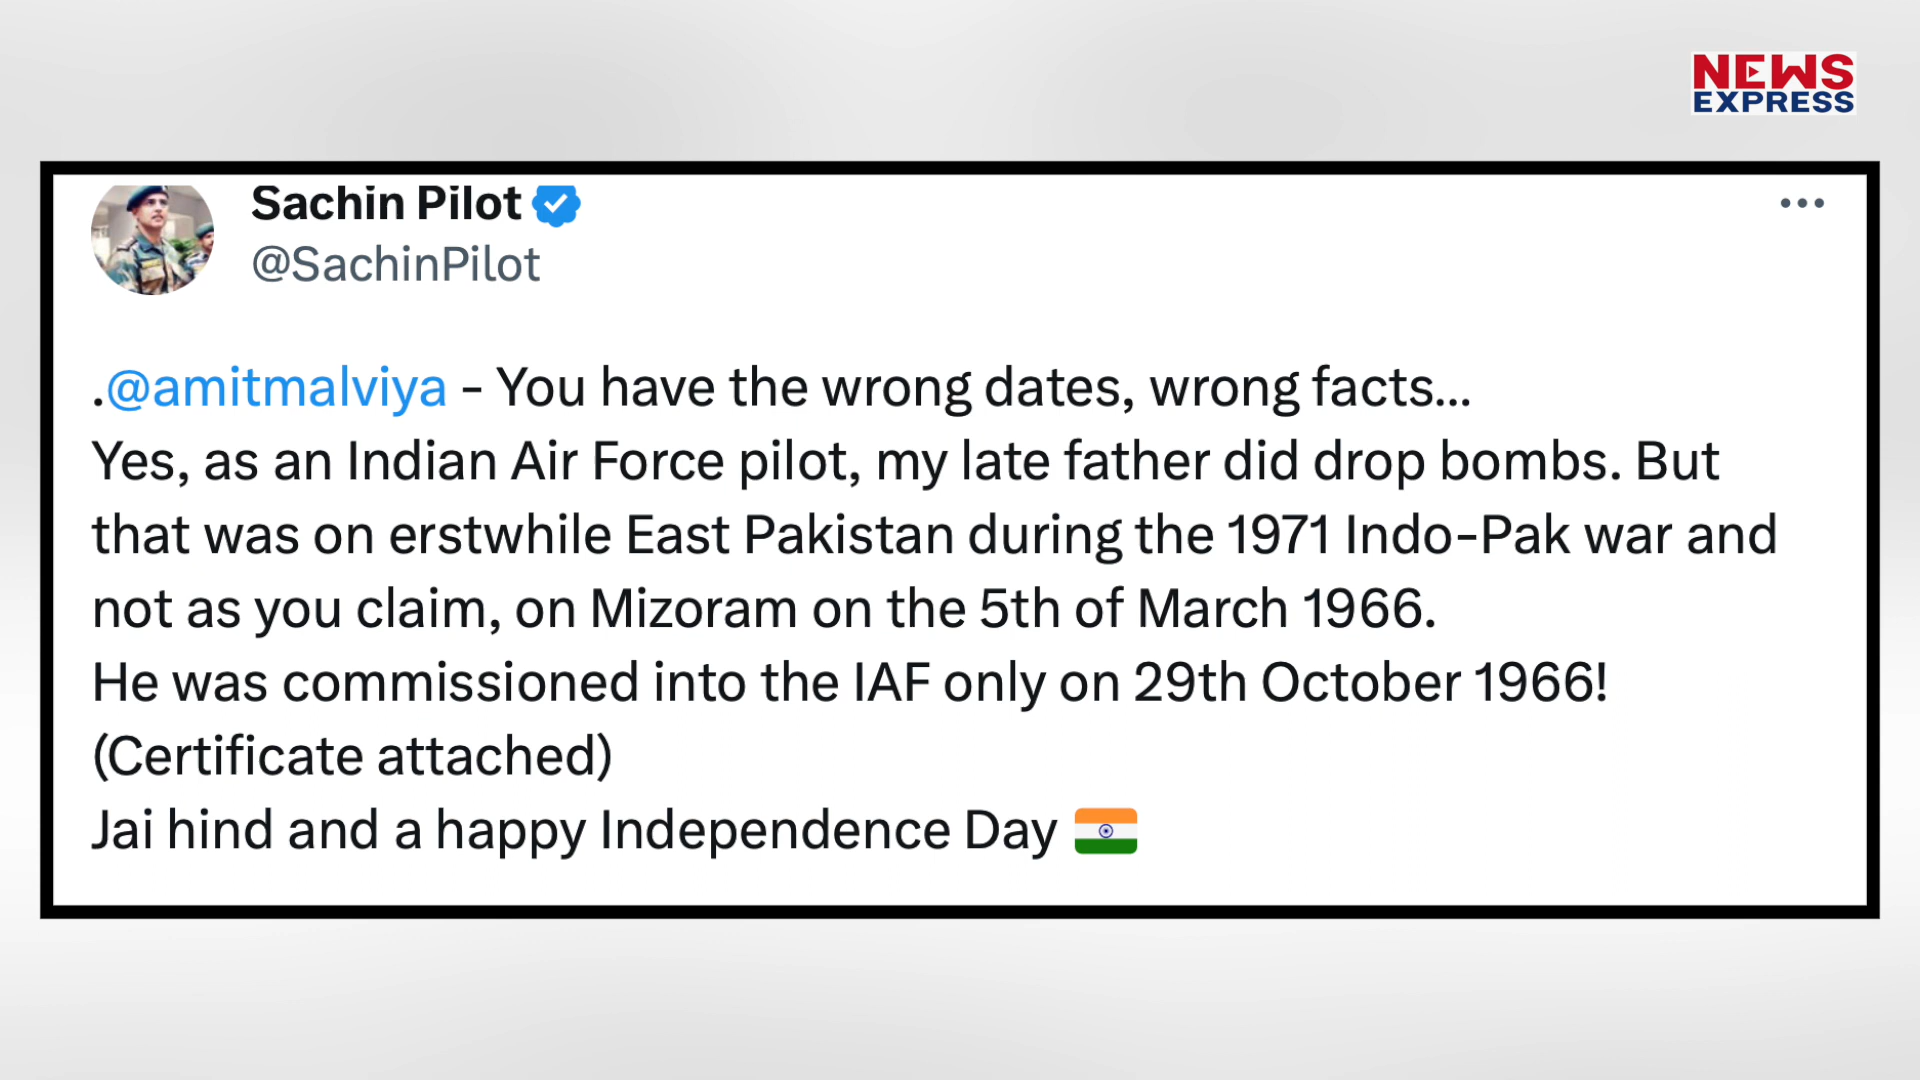 NEWS
EXPRESS
Sachin Pilot
@SachinPilot
.@amitmalviya - You have the wrong dates, wrong facts...
Yes, as an Indian Air Force pilot, my late father did drop bombs. But
that was on erstwhile East Pakistan during the 1971 Indo-Pak war and
not as you claim, on Mizoram on the 5th of March 1966.
He was commissioned into the IAF only on 29th October 1966!
(Certificate attached)
Jai hind and a happy Independence Day 🇮🇳